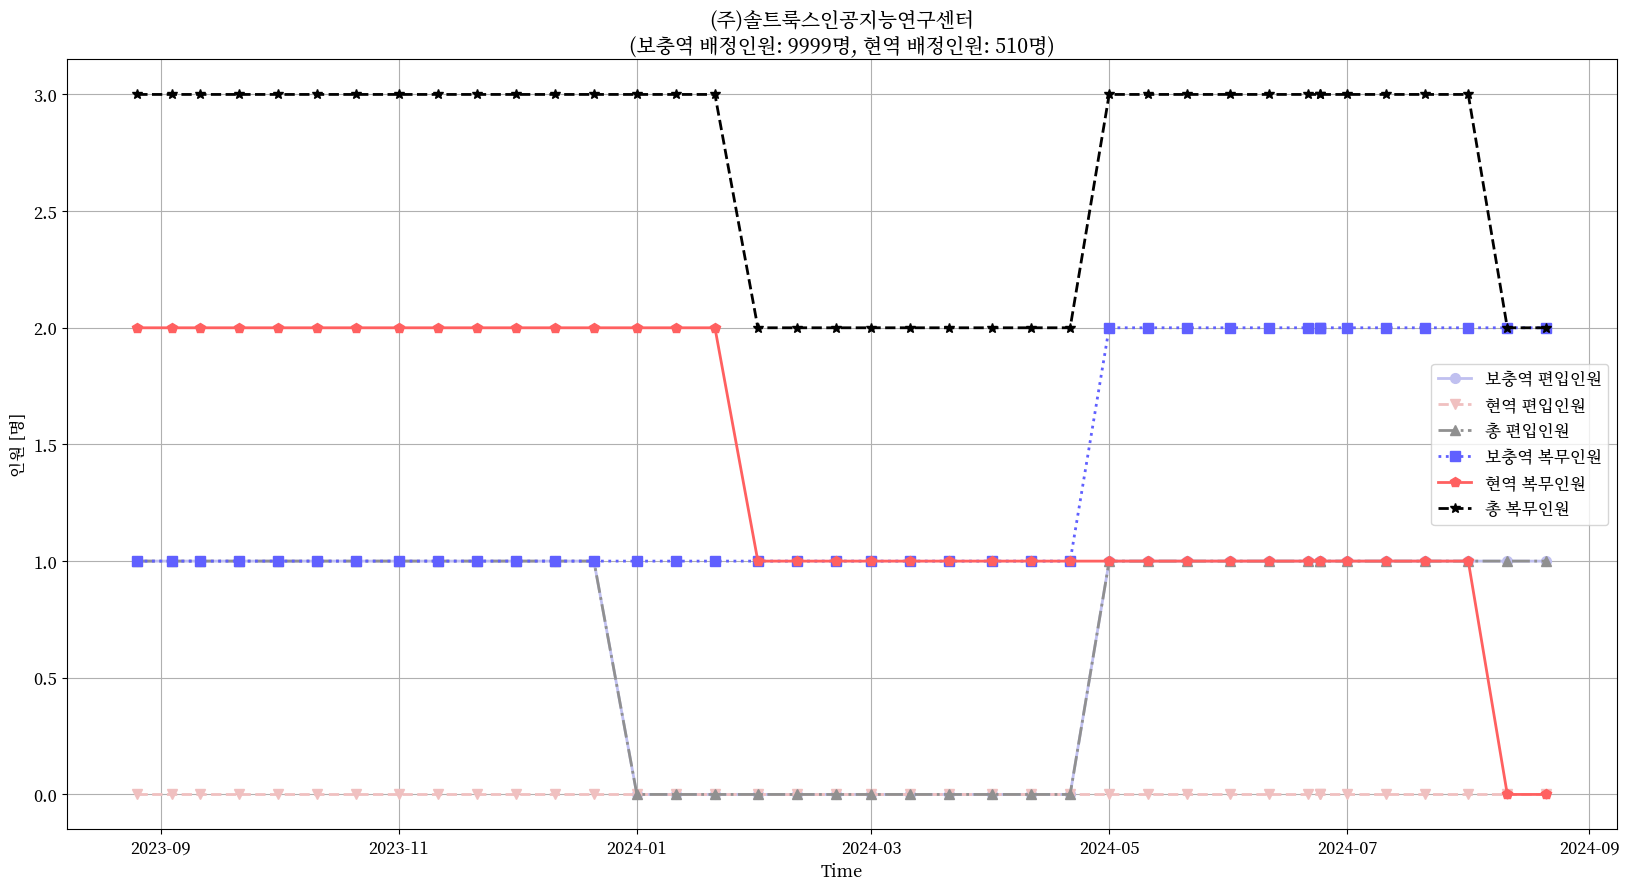 (주)솔트룩스인공지능연구센터
(보충역 배정인원: 9999명, 현역 배정인원: 510명)
인원 [명]
3.0
2.5
2.0
1.5
1.0
0.5
0.0
보충역 편입인원
현역 편입인원
총 편입인원
보충역 복무인원
현역 복무인원
총 복무인원
2023-09
2023-11
2024-01
2024-03
2024-05
2024-07
2024-09
Time